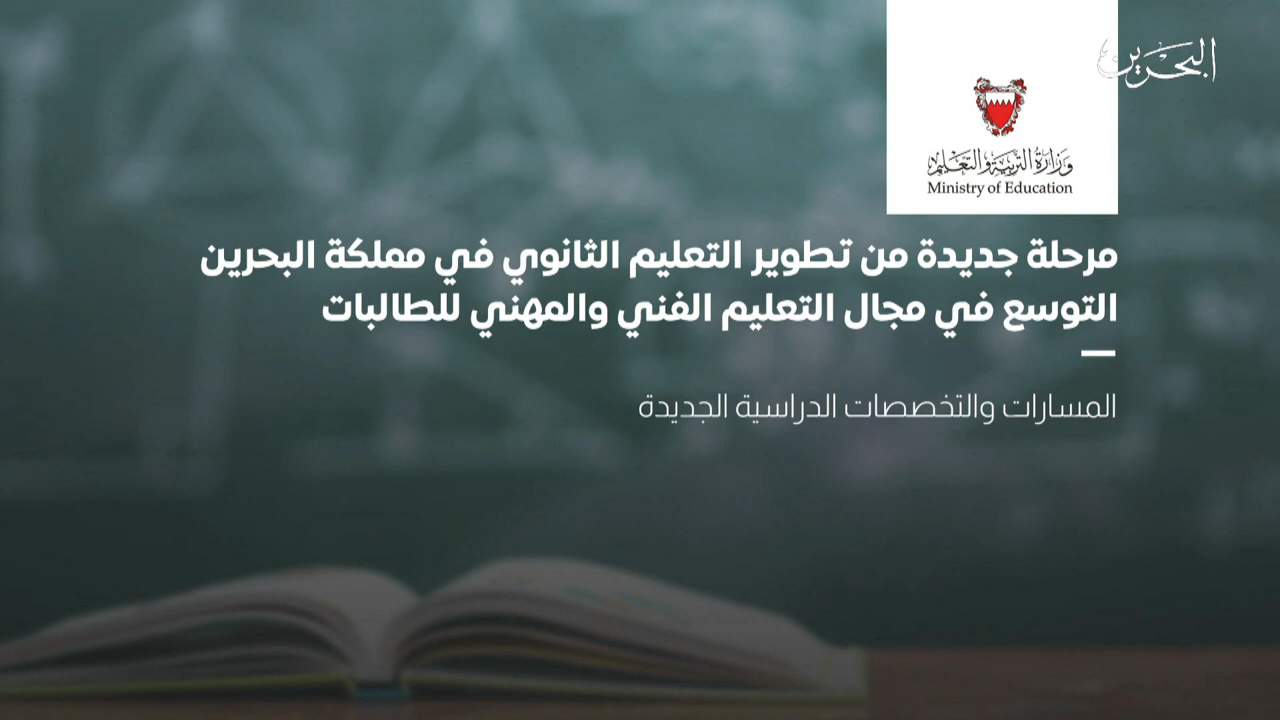 البحرين
وزارة التربية والتعليم
Ministry of Education
مرحلة جديدة من تطوير التعليم الثانوي في مملكة البحرين
التوسع في مجال التعليم الفني والمهني للطالبات
المسارات والتخصصات الدراسية الجديدة